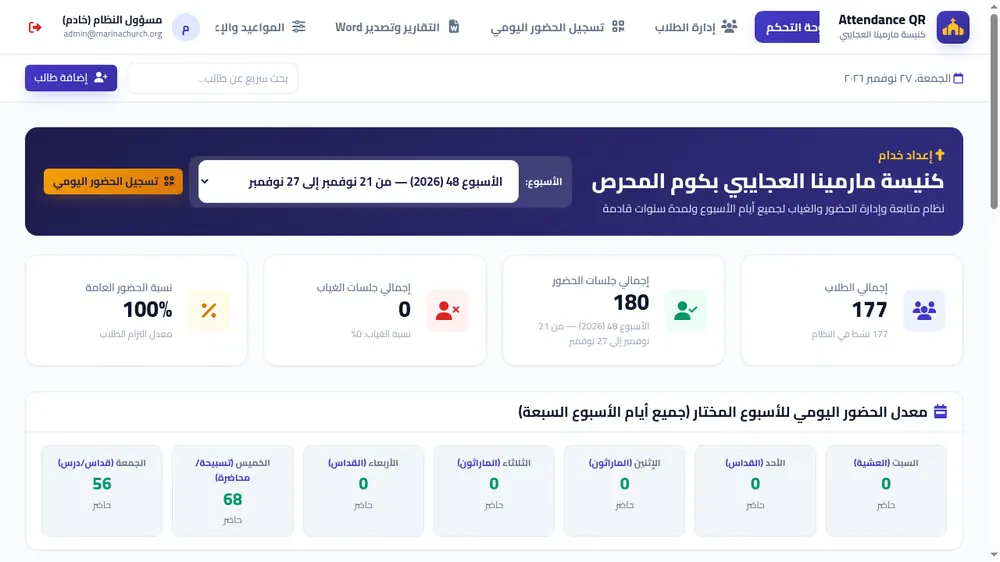 Attendance QR
كنيسة مارمينا العجايبي
وحة التحكم
إدارة الطلاب
تسجيل الحضور اليومي
التقارير وتصدير Word
المواعيد والإع
مسؤول النظام (خادم)
admin@marinachurch.org
م
الجمعة، ٢٧ نوفمبر ٢٠٢٦
بحث سريع عن طالب...
إضافة طالب
إعداد خدام
كنيسة مارمينا العجايبي بكوم المحرص
نظام متابعة وإدارة الحضور والغياب لجميع أيام الأسبوع ولمدة سنوات قادمة
الأسبوع:
الأسبوع 48 (2026) — من 21 نوفمبر إلى 27 نوفمبر
تسجيل الحضور اليومي
إجمالي الطلاب
177
177 نشط في النظام
إجمالي جلسات الحضور
180
الأسبوع 48 (2026) — من 21
نوفمبر إلى 27 نوفمبر
إجمالي جلسات الغياب
0
نسبة الغياب: 0%
نسبة الحضور العامة
100%
معدل التزام الطلاب
معدل الحضور اليومي للأسبوع المختار (جميع أيام الأسبوع السبعة)
السبت (العشية)
0
حاضر
الأحد (القداس)
0
حاضر
الإثنين (الماراثون)
0
حاضر
الثلاثاء (الماراثون)
0
حاضر
الأربعاء (القداس)
0
حاضر
الخميس (تسبيحة/
محاضرة)
68
حاضر
الجمعة (قداس/درس)
56
حاضر